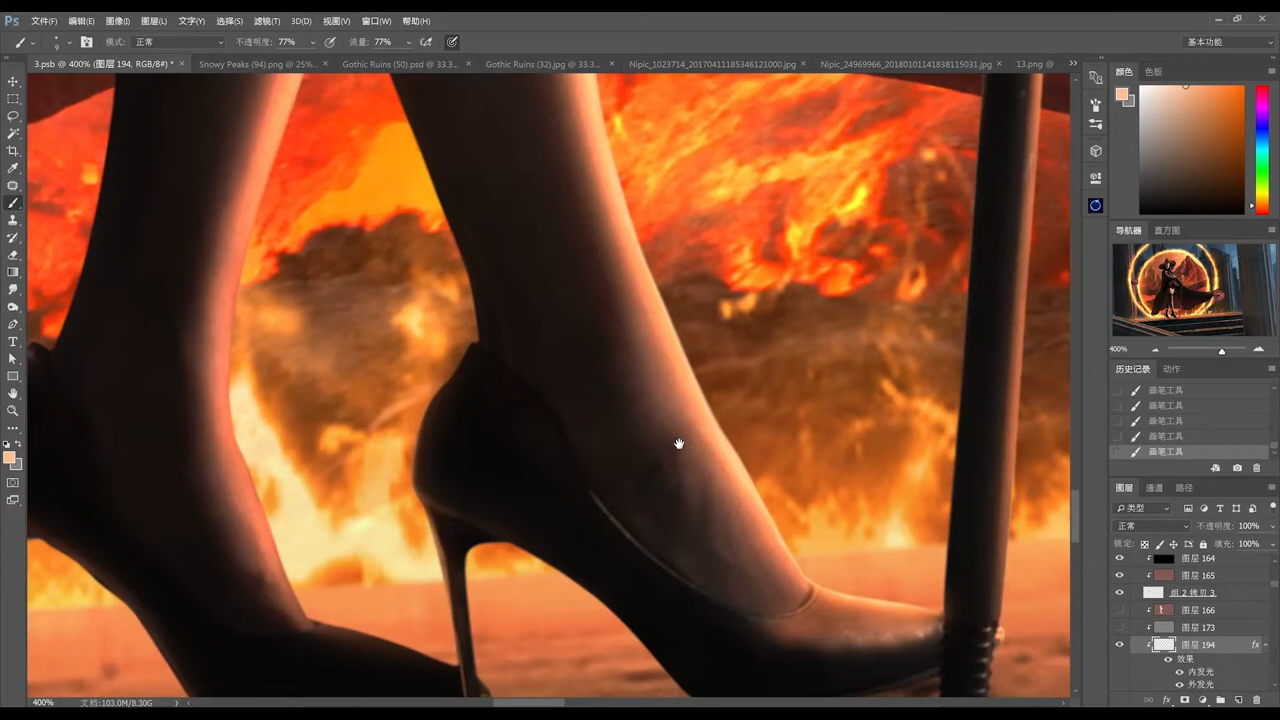 Ps 文件(F) 编辑(E) 图像(I) 图层(L) 文字(Y) 选择(S) 滤镜(T) 3D(D) 视图(V) 窗口(W) 帮助(H)
9 模式: 正常 不透明度: 77% 流量: 77% 基本功能
3.psb @ 400% (图层 194, RGB/8#) * × Snowy Peaks (94).png @ 25%... × Gothic Ruins (50).psd @ 33.3... × Gothic Ruins (32).jpg @ 33.3... × Nipic_1023714_20170411185346121000.jpg × Nipic_24969966_20180101141838115031.jpg × 13.png @
颜色 色板
导航器 直方图
400%
历史记录 动作
画笔工具
画笔工具
画笔工具
画笔工具
画笔工具
图层 通道 路径
类型
正常 不透明度: 100%
锁定: 填充: 100%
图层 164
图层 165
组 2 拷贝 3
图层 166
图层 173
图层 194 fx
效果
内发光
外发光
400% 文档:103.0M/8.30G
fx